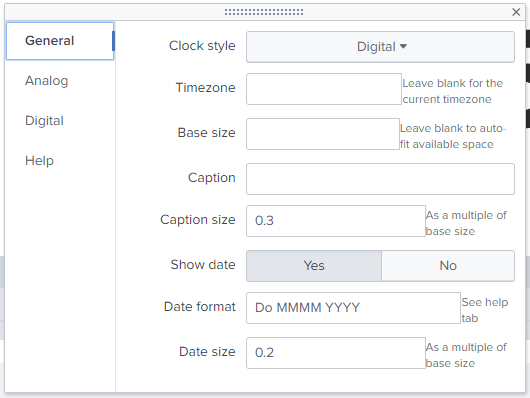 General
Analog
Digital
Help
Clock style
Digital
Timezone
Leave blank for the
current timezone
Base size
Leave blank to auto-
fit available space
Caption
Caption size
0.3
As a multiple of
base size
Show date
Yes
No
Date format
Do MMMM YYYY
See help
tab
Date size
0.2
As a multiple of
base size